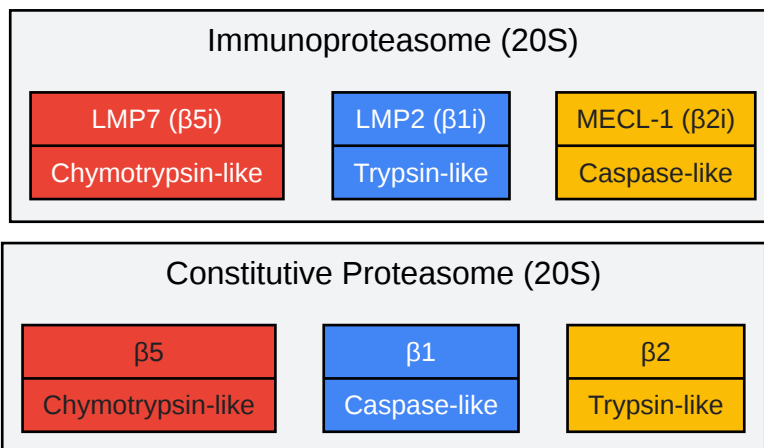 Immunoproteasome (20S)
LMP7 (β5i)
LMP2 (β1i)
MECL-1 (β2i)
Chymotrypsin-like
Trypsin-like
Caspase-like
Constitutive Proteasome (20S)
β5
β1
β2
Chymotrypsin-like
Caspase-like
Trypsin-like